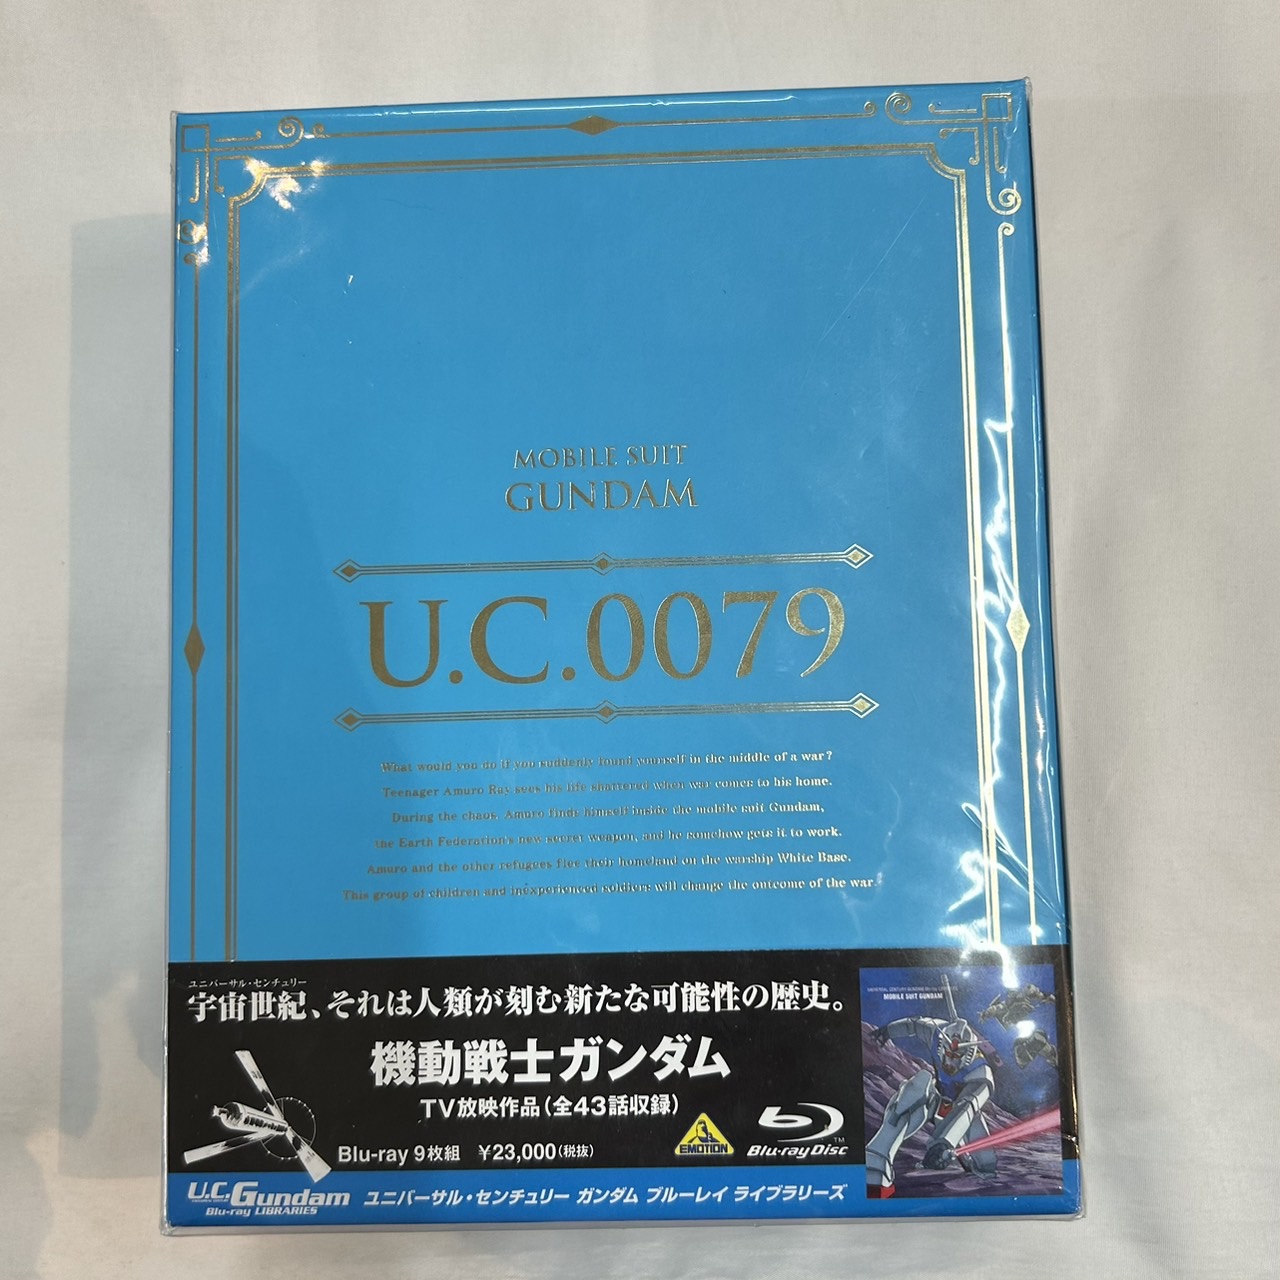 MOBILE SUIT
GUNDAM
U.C.0079
What would you do if you suddenly found yourself in the middle of a war?
Teenager Amuro Ray sees his life shattered when war comes to his home.
During the chaos, Amuro finds himself inside the mobile suit Gundam,
the Earth Federation's new secret weapon, and he somehow gets it to work.
Amuro and the other refugees flee their homeland on the warship White Base.
This group of children and inexperienced soldiers will change the outcome of the war.
ユニバーサル・センチュリー
宇宙世紀、それは人類が刻む新たな可能性の歴史。
機動戦士ガンダム
TV放映作品(全43話収録)
Blu-ray 9枚組 ¥23,000(税抜)
EMOTION
Blu-ray Disc TM
MOBILE SUIT GUNDAM
U.C.Gundam
Blu-ray LIBRARIES
ユニバーサル・センチュリー ガンダム ブルーレイ ライブラリーズ